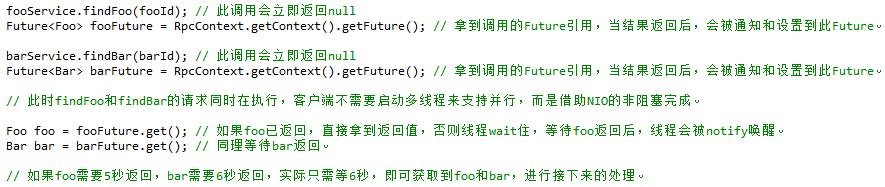 fooService.findFoo(fooId); // 此调用会立即返回null
Future<Foo> fooFuture = RpcContext.getContext().getFuture(); // 拿到调用的Future引用，当结果返回后，会被通知和设置到此Future。
barService.findBar(barId); // 此调用会立即返回null
Future<Bar> barFuture = RpcContext.getContext().getFuture(); // 拿到调用的Future引用，当结果返回后，会被通知和设置到此Future。
// 此时findFoo和findBar的请求同时在执行，客户端不需要启动多线程来支持并行，而是借助NIO的非阻塞完成。
Foo foo = fooFuture.get(); // 如果foo已返回，直接拿到返回值，否则线程wait住，等待foo返回后，线程会被notify唤醒。
Bar bar = barFuture.get(); // 同理等待bar返回。
// 如果foo需要5秒返回，bar需要6秒返回，实际只需等6秒，即可获取到foo和bar，进行接下来的处理。